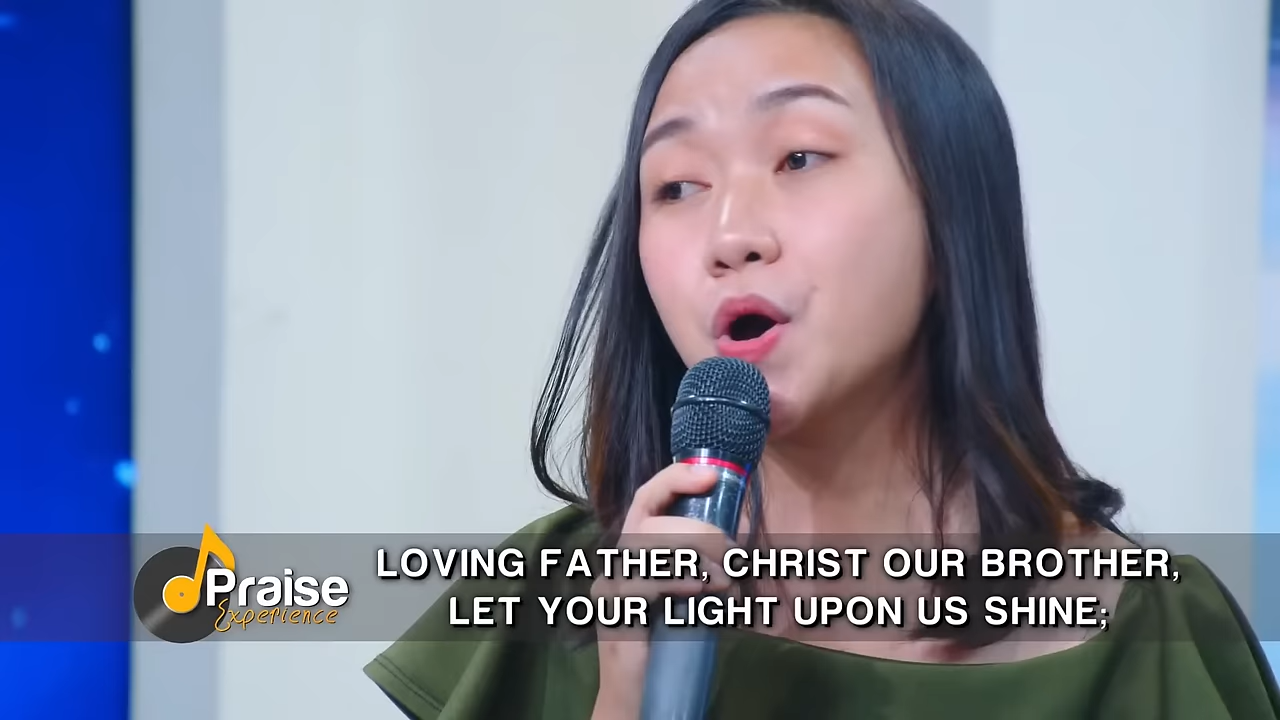 Praise
Experience
LOVING FATHER, CHRIST OUR BROTHER,
LET YOUR LIGHT UPON US SHINE;